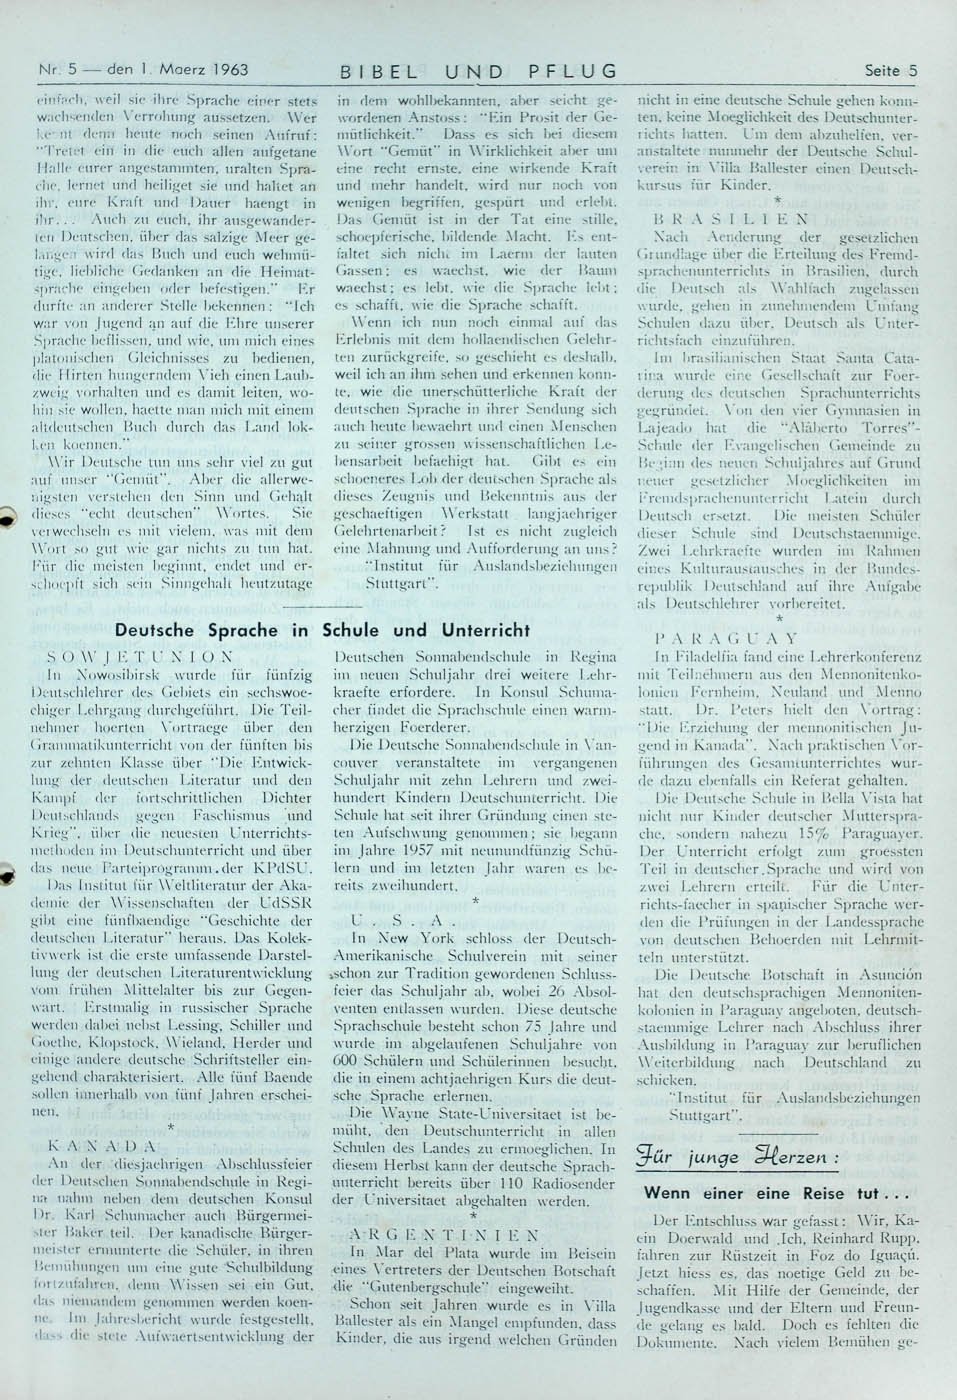 Nr. 5 — den 1. Maerz 1963
BIBEL UND PFLUG
Seite 5
einfach, weil sie ihre Sprache einer stets
wachsenden Verrohung aussetzen. Wer
kennt denn heute noch seinen Aufruf:
"Tretet ein in die euch allen aufgetane
Halle eurer angestammten, uralten Spra-
che, lernet und heiliget sie und haltet an
ihr, eure Kraft und Dauer haengt in
ihr... Auch zu euch, ihr ausgewander-
ten Deutschen, über das salzige Meer ge-
langen wird das Buch und euch wehmü-
tige, liebliche Gedanken an die Heimat-
sprache eingeben oder befestigen." Er
durfte an anderer Stelle bekennen: "Ich
war von Jugend an auf die Ehre unserer
Sprache beflissen, und wie, um mich eines
platonischen Gleichnisses zu bedienen,
die Hirten hungerndem Vieh einen Laub-
zweig vorhalten und es damit leiten, wo-
hin sie wollen, haette man mich mit einem
altdeutschen Buch durch das Land lok-
ken koennen."
Wir Deutsche tun uns sehr viel zu gut
auf unser "Gemüt". Aber die allerwe-
nigsten verstehen den Sinn und Gehalt
dieses "echt deutschen" Wortes. Sie
verwechseln es mit vielem, was mit dem
Wort so gut wie gar nichts zu tun hat.
Für die meisten beginnt, endet und er-
schoepft sich sein Sinngehalt heutzutage
in dem wohlbekannten, aber seicht ge-
wordenen Anstoss: "Ein Prosit der Ge-
mütlichkeit." Dass es sich bei diesem
Wort "Gemüt" in Wirklichkeit aber um
eine recht ernste, eine wirkende Kraft
und mehr handelt, wird nur noch von
wenigen begriffen, gespürt und erlebt.
Das Gemüt ist in der Tat eine stille,
schoepferische, bildende Macht. Es ent-
faltet sich nich. im Laerm der lauten
Gassen; es waechst, wie der Baum
waechst; es lebt, wie die Sprache lebt;
es schafft, wie die Sprache schafft.
Wenn ich nun noch einmal auf das
Erlebnis mit dem hollaendischen Gelehr-
ten zurückgreife, so geschieht es deshalb,
weil ich an ihm sehen und erkennen konn-
te, wie die unerschütterliche Kraft der
deutschen Sprache in ihrer Sendung sich
auch heute bewaehrt und einen Menschen
zu seiner grossen wissenschaftlichen Le-
bensarbeit befaehigt hat. Gibt es ein
schoeneres Lob der deutschen Sprache als
dieses Zeugnis und Bekenntnis aus der
geschaeftigen Werkstatt langjaehriger
Gelehrtenarbeit? Ist es nicht zugleich
eine Mahnung und Aufforderung an uns?
"Institut für Auslandsbeziehungen
Stuttgart".
Deutsche Sprache in Schule und Unterricht
SOWJETUNION
In Nowosibirsk wurde für fünfzig
Deutschlehrer des Gebiets ein sechswoe-
chiger Lehrgang durchgeführt. Die Teil-
nehmer hoerten Vortraege über den
Grammatikunterricht von der fünften bis
zur zehnten Klasse über "Die Entwick-
lung der deutschen Literatur und den
Kampf der fortschrittlichen Dichter
Deutschlands gegen Faschismus und
Krieg", über die neuesten Unterrichts-
methoden im Deutschunterricht und über
das neue Parteiprogramm.der KPdSU.
Das Institut für Weltliteratur der Aka-
demie der Wissenschaften der UdSSR
gibt eine fünfbaendige "Geschichte der
deutschen Literatur" heraus. Das Kolek-
tivwerk ist die erste umfassende Darstel-
lung der deutschen Literaturentwicklung
vom frühen Mittelalter bis zur Gegen-
wart. Erstmalig in russischer Sprache
werden dabei nebst Lessing, Schiller und
Goethe, Klopstock, Wieland, Herder und
einige andere deutsche Schriftsteller ein-
gehend charakterisiert. Alle fünf Baende
sollen innerhalb von fünf Jahren erschei-
nen.
*
KANADA
An der diesjaehrigen Abschlussfeier
der Deutschen Sonnabendschule in Regi-
na nahm neben dem deutschen Konsul
Dr. Karl Schumacher auch Bürgermei-
ster Baker teil. Der kanadische Bürger-
meister ermunterte die Schüler, in ihren
Bemühungen um eine gute Schulbildung
fortzufahren, denn Wissen sei ein Gut,
das niemandem genommen werden koen-
ne. Im Jahresbericht wurde festgestellt,
dass die stete Aufwaertsentwicklung der
Deutschen Sonnabendschule in Regina
im neuen Schuljahr drei weitere Lehr-
kraefte erfordere. In Konsul Schuma-
cher findet die Sprachschule einen warm-
herzigen Foerderer.
Die Deutsche Sonnabendschule in Van-
couver veranstaltete im vergangenen
Schuljahr mit zehn Lehrern und zwei-
hundert Kindern Deutschunterricht. Die
Schule hat seit ihrer Gründung einen ste-
ten Aufschwung genommen; sie begann
im Jahre 1957 mit neunundfünzig Schü-
lern und im letzten Jahr waren es be-
reits zweihundert.
*
U.S.A.
In New York schloss der Deutsch-
Amerikanische Schulverein mit seiner
schon zur Tradition gewordenen Schluss-
feier das Schuljahr ab, wobei 26 Absol-
venten entlassen wurden. Diese deutsche
Sprachschule besteht schon 75 Jahre und
wurde im abgelaufenen Schuljahre von
600 Schülern und Schülerinnen besucht,
die in einem achtjaehrigen Kurs die deut-
sche Sprache erlernen.
Die Wayne State-Universitaet ist be-
müht, den Deutschunterricht in allen
Schulen des Landes zu ermoeglichen. In
diesem Herbst kann der deutsche Sprach-
unterricht bereits über 110 Radiosender
der Universitaet abgehalten werden.
*
ARGENTINIEN
In Mar del Plata wurde im Beisein
eines Vertreters der Deutschen Botschaft
die "Gutenbergschule" eingeweiht.
Schon seit Jahren wurde es in Villa
Ballester als ein Mangel empfunden, dass
Kinder, die aus irgend welchen Gründen
nicht in eine deutsche Schule gehen konn-
ten, keine Moeglichkeit des Deutschunter-
richts hatten. Um dem abzuhelfen, ver-
anstaltete nunmehr der Deutsche Schul-
verein in Villa Ballester einen Deutsch-
kursus für Kinder.
*
BRASILIEN
Nach Aenderung der gesetzlichen
Grundlage über die Erteilung des Fremd-
sprachenunterrichts in Brasilien, durch
die Deutsch als Wahlfach zugelassen
wurde, gehen in zunehmendem Umfang
Schulen dazu über, Deutsch als Unter-
richtsfach einzuführen.
Im brasilianischen Staat Santa Cata-
rina wurde eine Gesellschaft zur Foer-
derung des deutschen Sprachunterrichts
gegründet. Von den vier Gymnasien in
Lajeado hat die "Alaberto Torres"-
Schule der Evangelischen Gemeinde zu
Beginn des neuen Schuljahres auf Grund
neuer gesetzlicher Moeglichkeiten im
Fremdsprachenunterricht Latein durch
Deutsch ersetzt. Die meisten Schüler
dieser Schule sind Deutschstaemmige.
Zwei Lehrkraefte wurden im Rahmen
eines Kulturaustausches in der Bundes-
republik Deutschland auf ihre Aufgabe
als Deutschlehrer vorbereitet.
*
PARAGUAY
In Filadelfia fand eine Lehrerkonferenz
mit Teilnehmern aus den Mennonitenko-
lonien Fernheim, Neuland und Menno
statt. Dr. Peters hielt den Vortrag:
"Die Erziehung der mennonitischen Ju-
gend in Kanada". Nach praktischen Vor-
führungen des Gesamtunterrichtes wur-
de dazu ebenfalls ein Referat gehalten.
Die Deutsche Schule in Bella Vista hat
nicht nur Kinder deutscher Mutterspra-
che, sondern nahezu 15% Paraguayer.
Der Unterricht erfolgt zum groessten
Teil in deutscher Sprache und wird von
zwei Lehrern erteilt. Für die Unter-
richts-faecher in spanischer Sprache wer-
den die Prüfungen in der Landessprache
von deutschen Behoerden mit Lehrmit-
teln unterstützt.
Die Deutsche Botschaft in Asunción
hat den deutschsprachigen Mennoniten-
kolonien in Paraguay angeboten, deutsch-
staemmige Lehrer nach Abschluss ihrer
Ausbildung in Paraguay zur beruflichen
Weiterbildung nach Deutschland zu
schicken.
"Institut für Auslandsbeziehungen
Stuttgart".
Für junge Herzen:
Wenn einer eine Reise tut...
Der Entschluss war gefasst: Wir, Ka-
ein Doerwald und Ich, Reinhard Rupp,
fahren zur Rüstzeit in Foz do Iguaçú.
Jetzt hiess es, das noetige Geld zu be-
schaffen. Mit Hilfe der Gemeinde, der
Jugendkasse und der Eltern und Freun-
de gelang es bald. Doch es fehlten die
Dokumente. Nach vielem Bemühen ge-